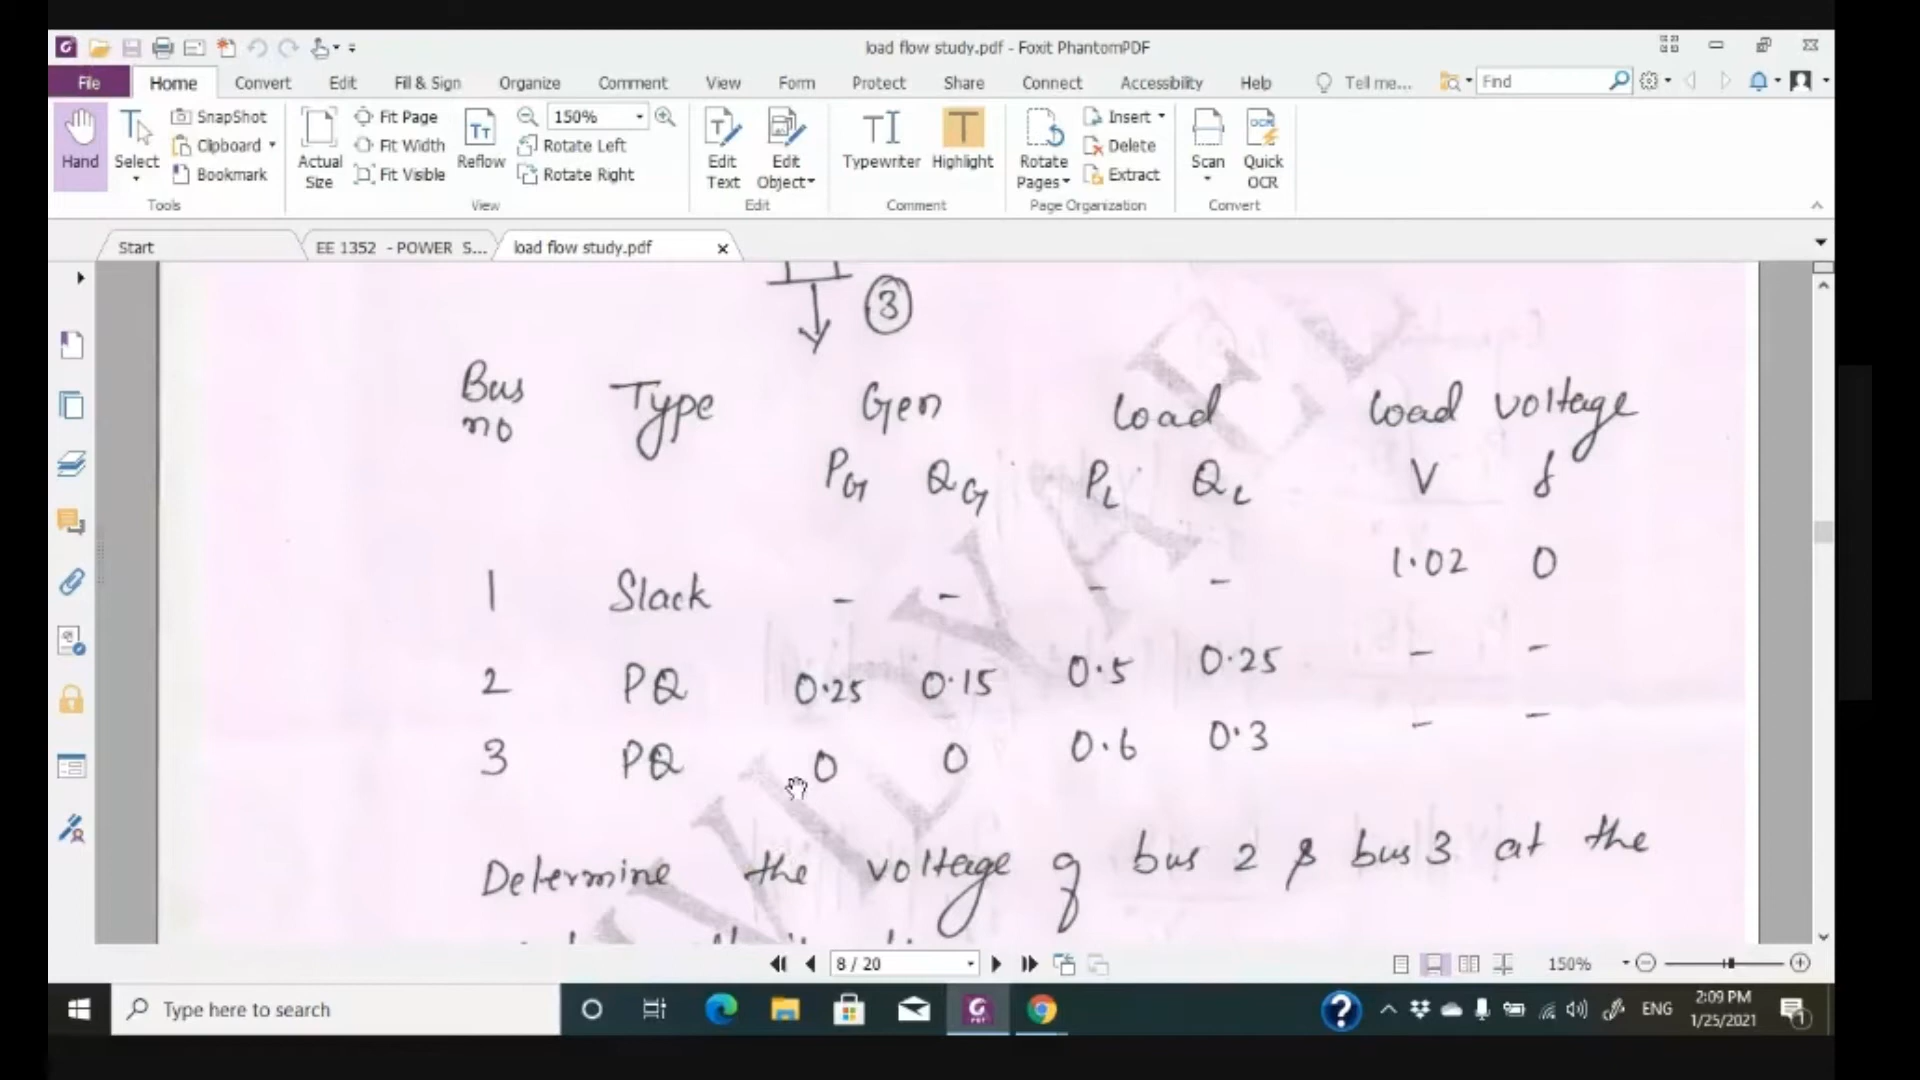 load flow study.pdf - Foxit PhantomPDF
File Home Convert Edit Fill & Sign Organize Comment View Form Protect Share Connect Accessibility Help Tell me... Find
Hand
Select
SnapShot
Clipboard
Bookmark
Tools
Actual Size
Fit Page
Fit Width
Fit Visible
Reflow
150%
Rotate Left
Rotate Right
View
Edit Text
Edit Object
Edit
Typewriter
Highlight
Comment
Rotate Pages
Insert
Delete
Extract
Page Organization
Scan
Quick OCR
Convert
Start
EE 1352 - POWER S...
load flow study.pdf
3
Bus no Type Gen Load Load voltage
PG QG PL QL V δ
1 Slack - - - - 1.02 0
2 PQ 0.25 0.15 0.5 0.25 - -
3 PQ 0 0 0.6 0.3 - -
Determine the voltage of bus 2 & bus 3 at the
8 / 20
150%
Type here to search
ENG
2:09 PM
1/25/2021